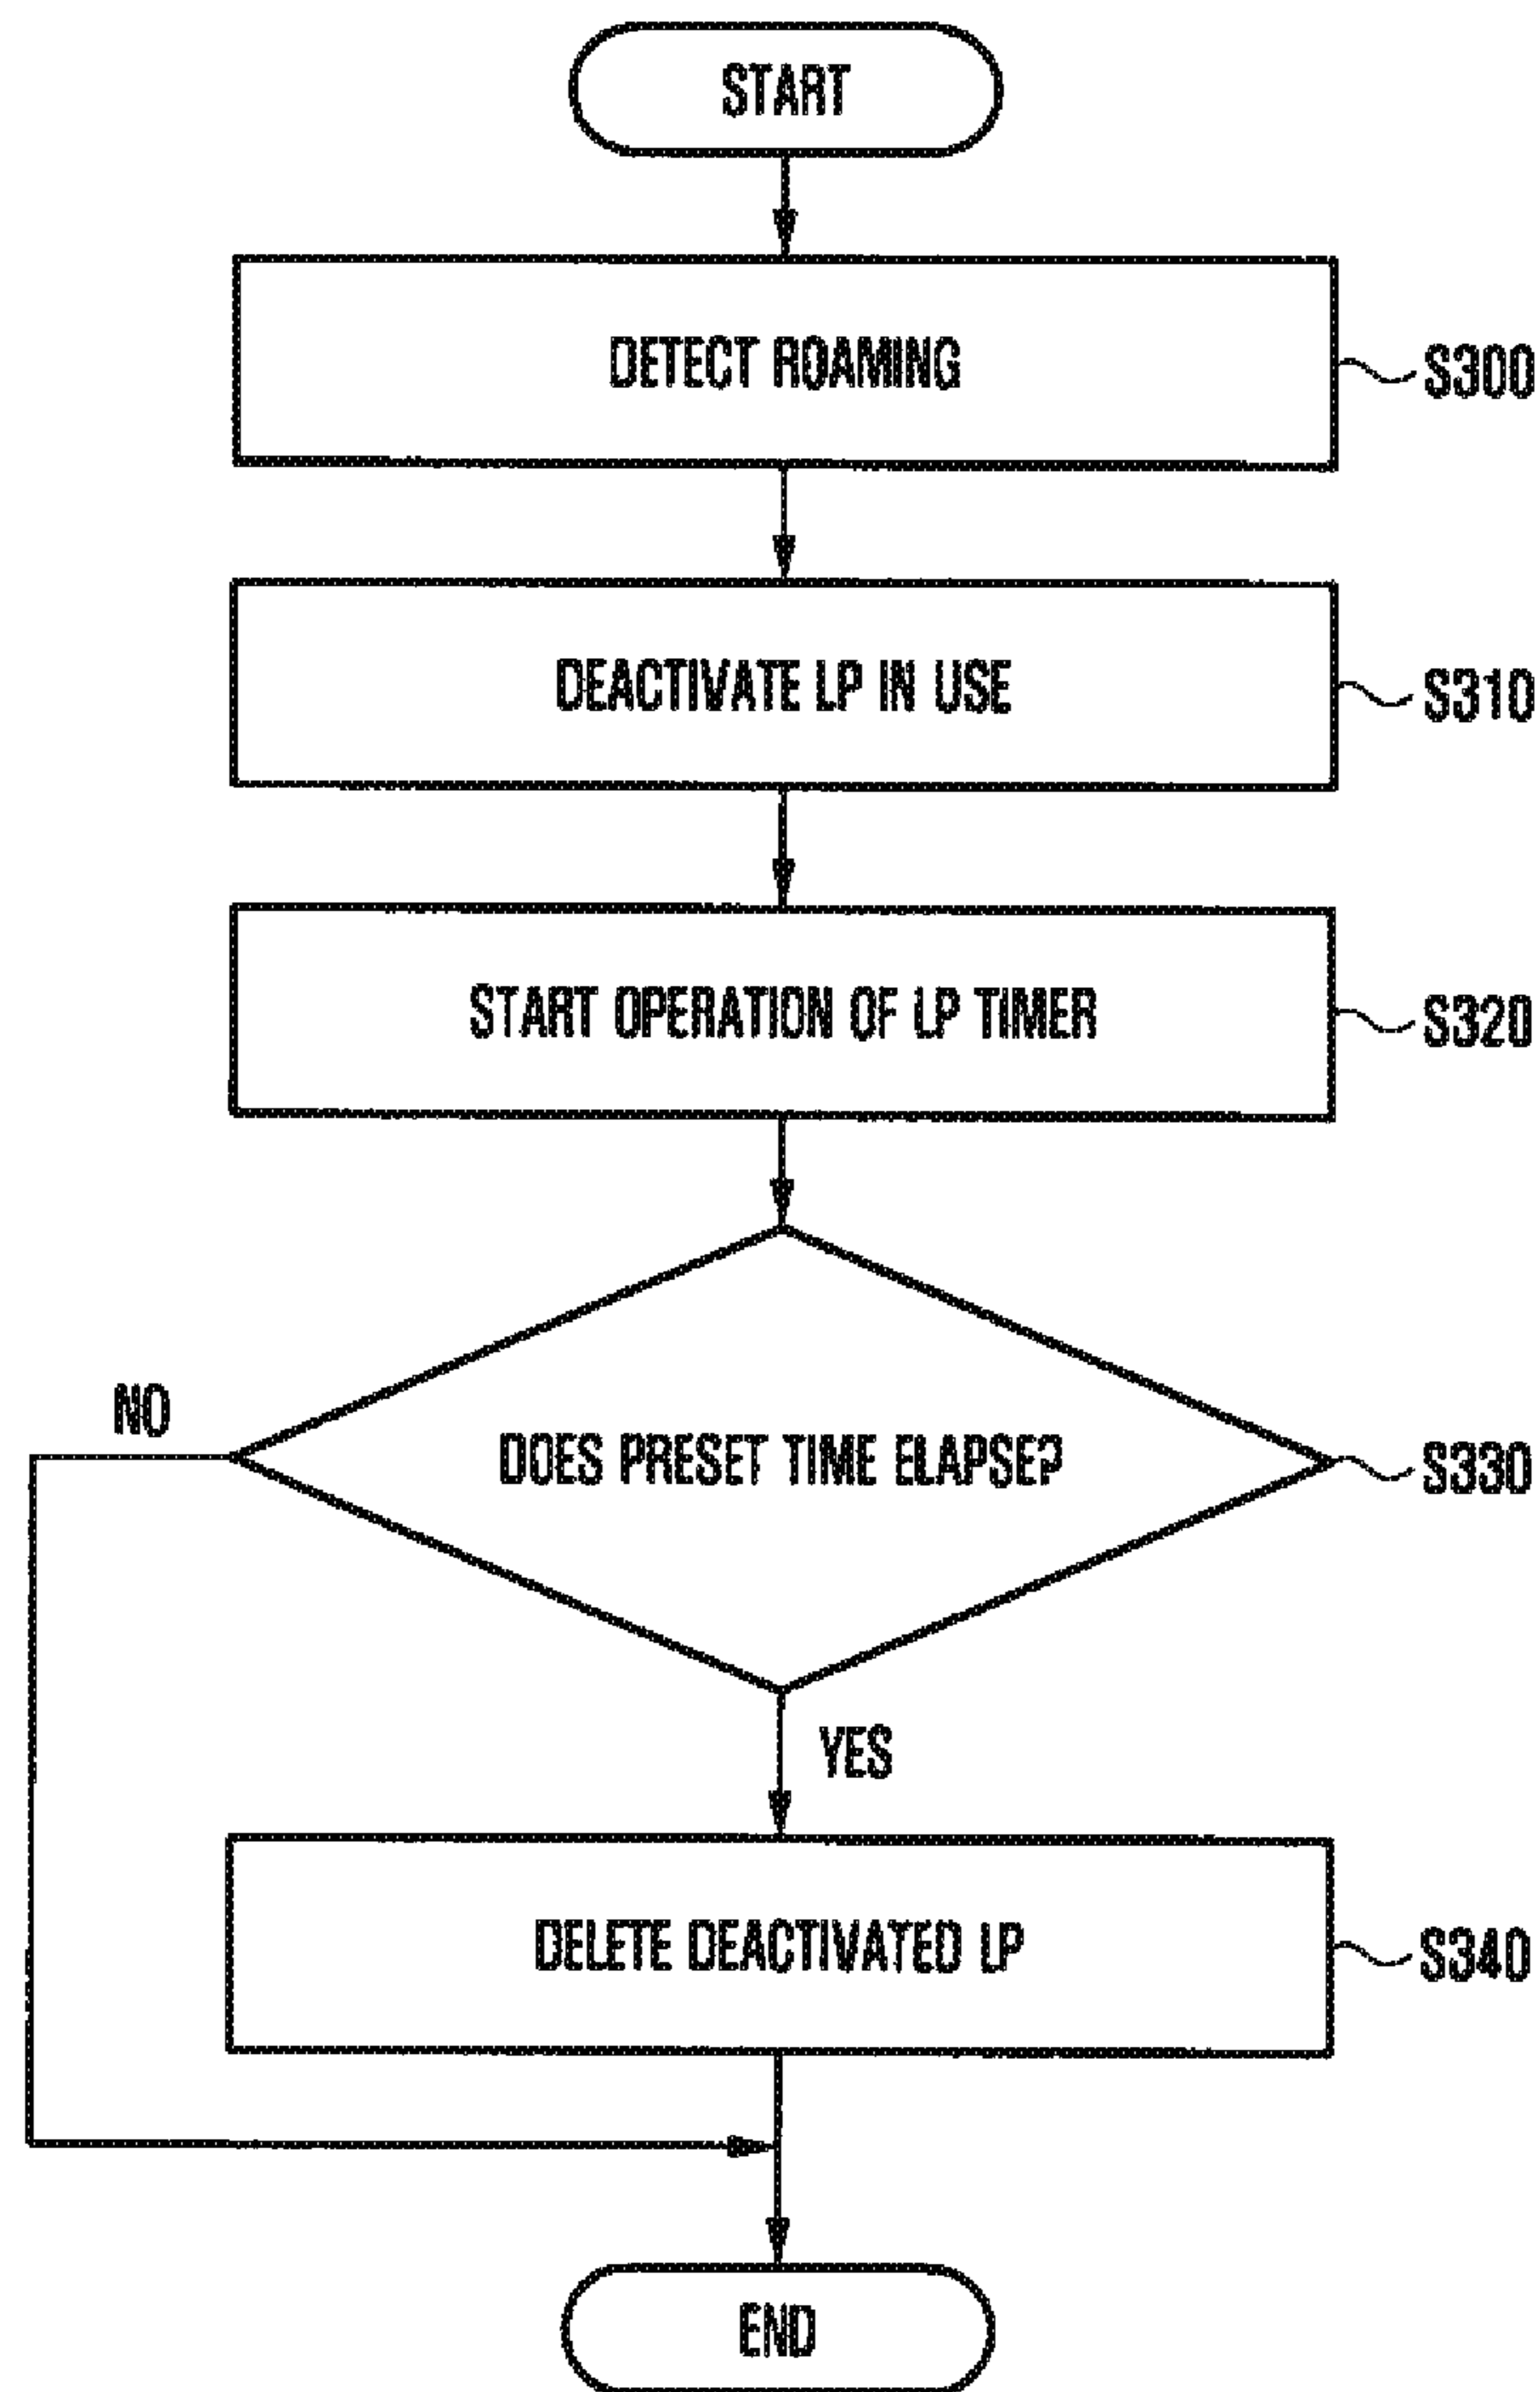 START
DETECT ROAMING
S300
DEACTIVATE LP IN USE
S310
START OPERATION OF LP TIMER
S320
NO
DOES PRESET TIME ELAPSE?
S330
YES
DELETE DEACTIVATED LP
S340
END